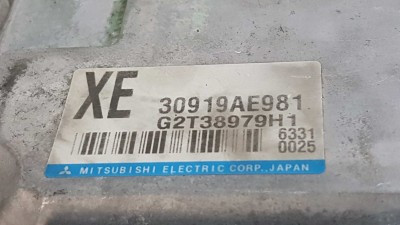 XE
30919AE981
G2T38979H1
6331
0025
MITSUBISHI ELECTRIC CORP., JAPAN